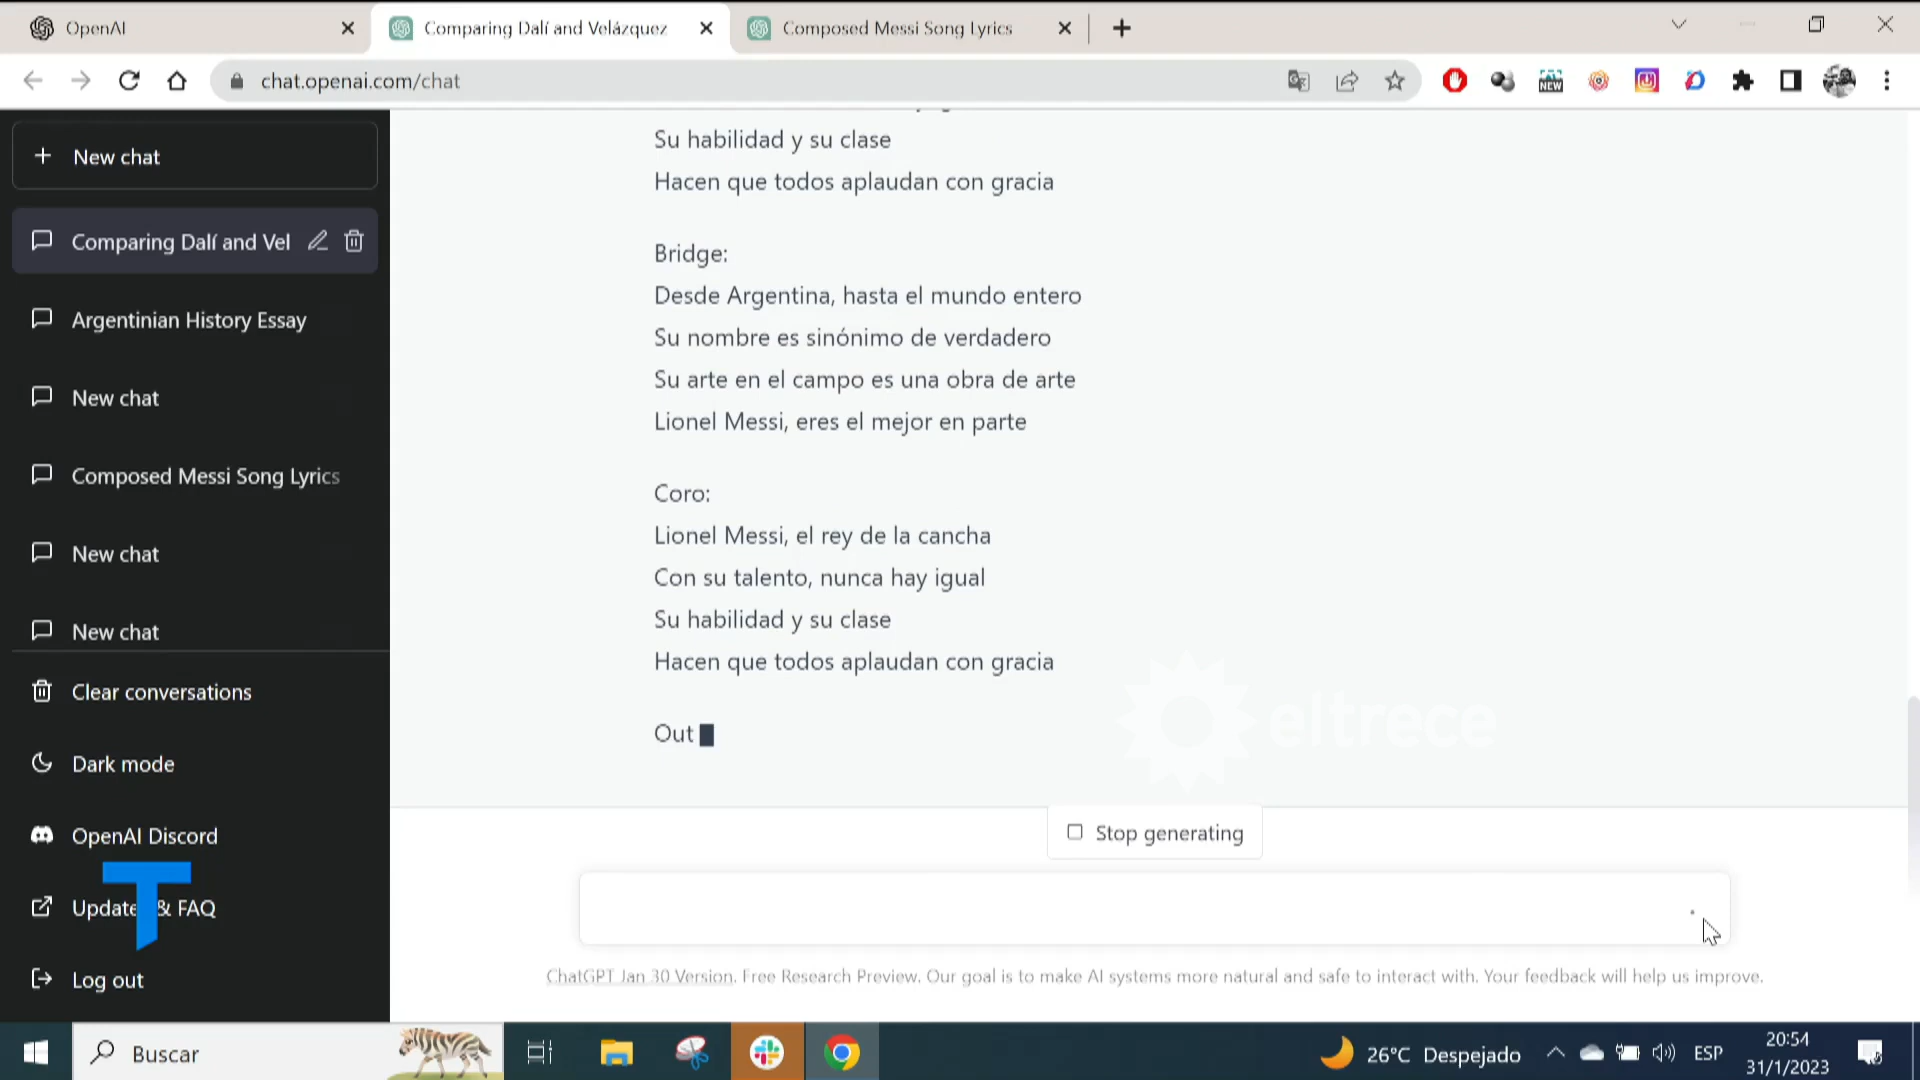 OpenAI
Comparing Dalí and Velázquez
Composed Messi Song Lyrics
chat.openai.com/chat
NEW
New chat
Comparing Dalí and Vel
Argentinian History Essay
New chat
Composed Messi Song Lyrics
New chat
New chat
Clear conversations
Dark mode
OpenAI Discord
Update & FAQ
Log out
Su habilidad y su clase
Hacen que todos aplaudan con gracia
Bridge:
Desde Argentina, hasta el mundo entero
Su nombre es sinónimo de verdadero
Su arte en el campo es una obra de arte
Lionel Messi, eres el mejor en parte
Coro:
Lionel Messi, el rey de la cancha
Con su talento, nunca hay igual
Su habilidad y su clase
Hacen que todos aplaudan con gracia
Out
eltrece
Stop generating
ChatGPT Jan 30 Version. Free Research Preview. Our goal is to make AI systems more natural and safe to interact with. Your feedback will help us improve.
T
Buscar
26°C Despejado
ESP
20:54
31/1/2023